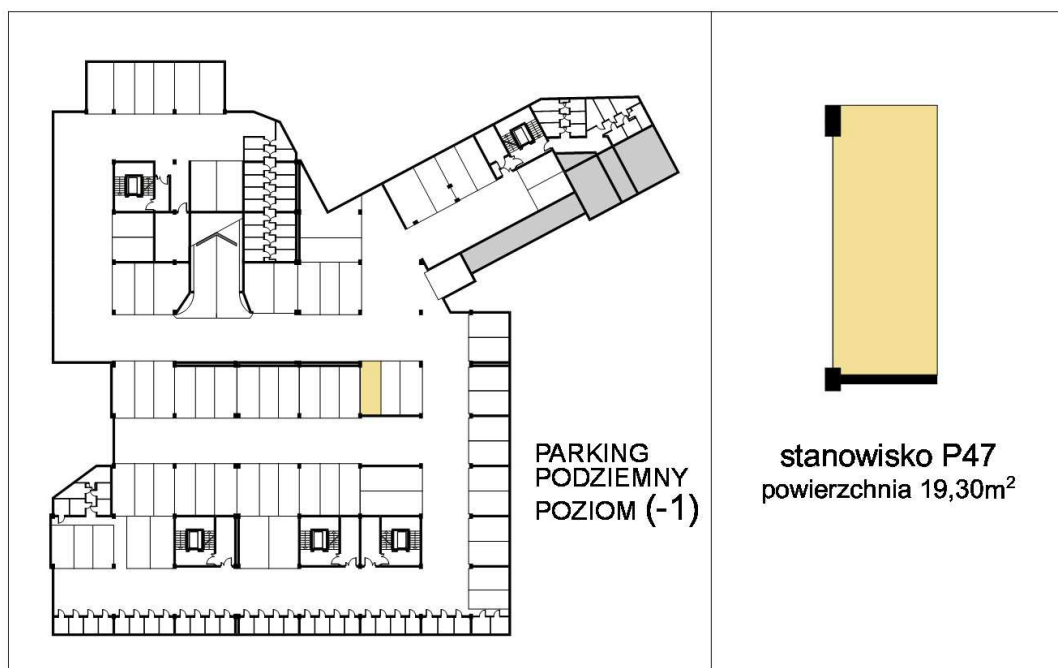 PARKING
PODZIEMNY
POZIOM (-1)
stanowisko P47
powierzchnia 19,30m²